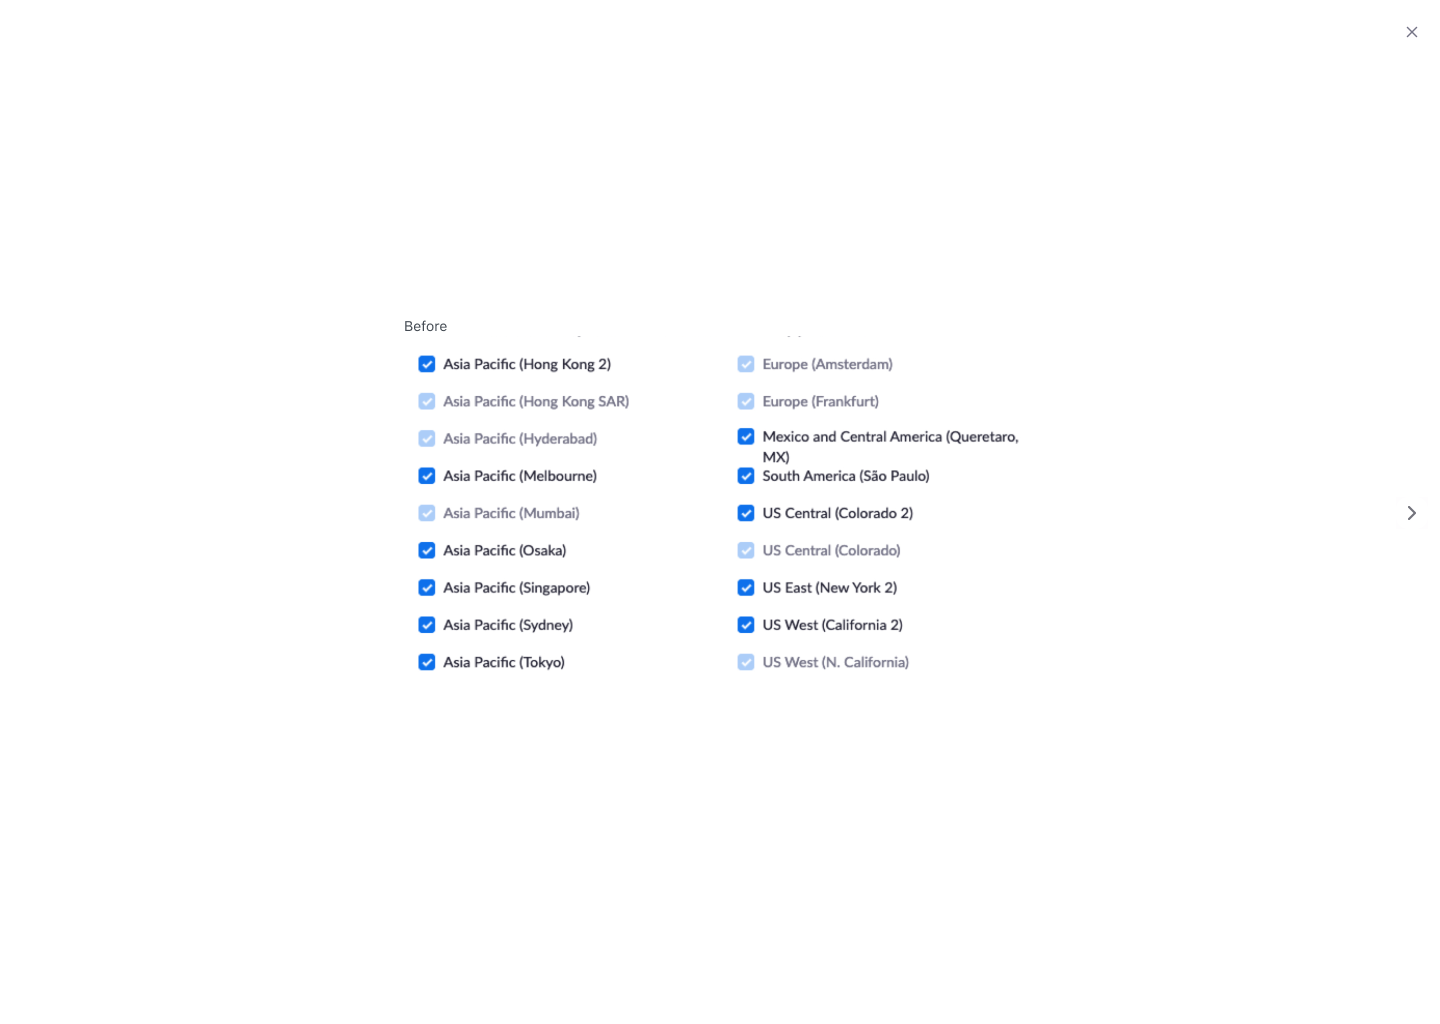 Before
Asia Pacific (Hong Kong 2)
Asia Pacific (Hong Kong SAR)
Asia Pacific (Hyderabad)
Asia Pacific (Melbourne)
Asia Pacific (Mumbai)
Asia Pacific (Osaka)
Asia Pacific (Singapore)
Asia Pacific (Sydney)
Asia Pacific (Tokyo)
Europe (Amsterdam)
Europe (Frankfurt)
Mexico and Central America (Queretaro,
MX)
South America (São Paulo)
US Central (Colorado 2)
US Central (Colorado)
US East (New York 2)
US West (California 2)
US West (N. California)